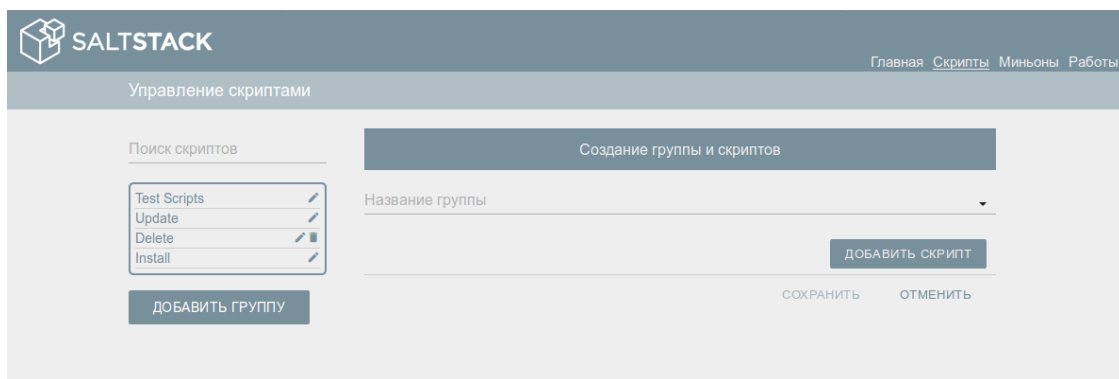 SALTSTACK
Главная Скрипты Миньоны Работы
Управление скриптами
Поиск скриптов
Test Scripts
Update
Delete
Install
ДОБАВИТЬ ГРУППУ
Создание группы и скриптов
Название группы
ДОБАВИТЬ СКРИПТ
СОХРАНИТЬ ОТМЕНИТЬ